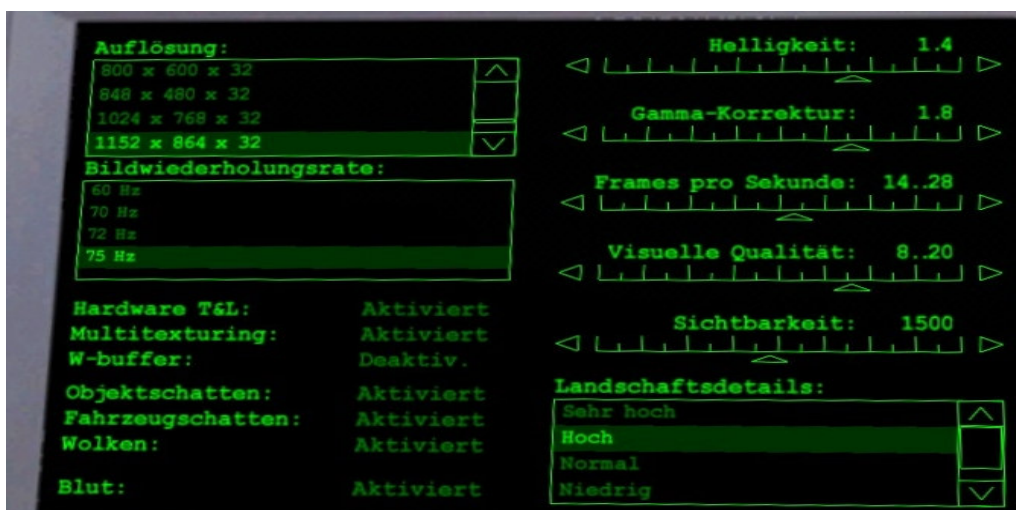 Auflösung:
800 x 600 x 32
848 x 480 x 32
1024 x 768 x 32
1152 x 864 x 32
Bildwiederholungsrate:
60 Hz
70 Hz
72 Hz
75 Hz
Hardware T&L: Aktiviert
Multitexturing: Aktiviert
W-buffer: Deaktiv.
Objektschatten: Aktiviert
Fahrzeugschatten: Aktiviert
Wolken: Aktiviert
Blut: Aktiviert
Helligkeit: 1.4
Gamma-Korrektur: 1.8
Frames pro Sekunde: 14..28
Visuelle Qualität: 8..20
Sichtbarkeit: 1500
Landschaftsdetails:
Sehr hoch
Hoch
Normal
Niedrig